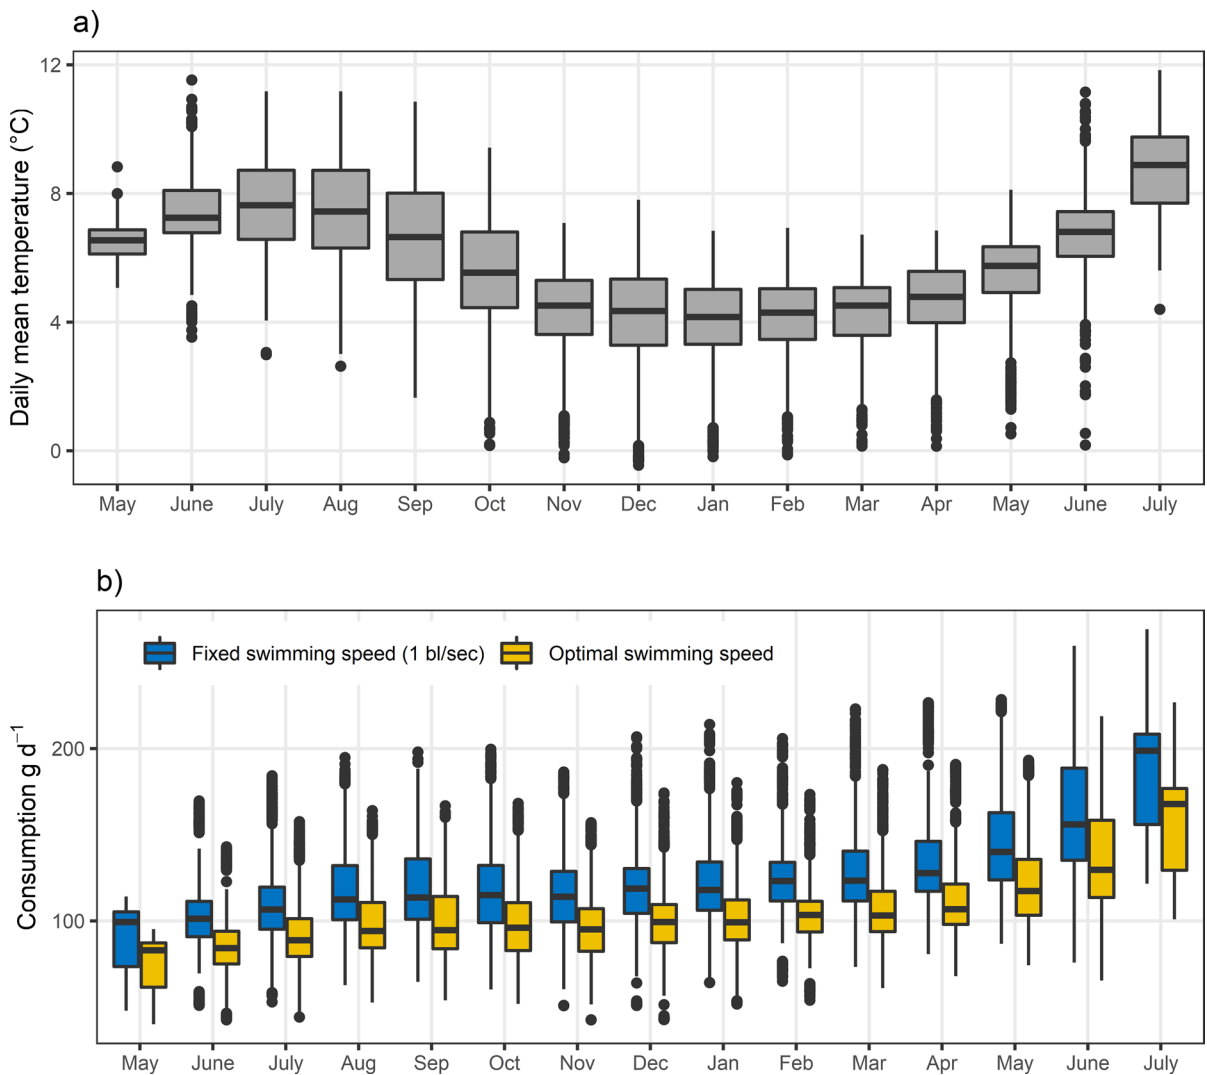 a)
Daily mean temperature (°C)
12
8
4
0
May June July Aug Sep Oct Nov Dec Jan Feb Mar Apr May June July
b)
Fixed swimming speed (1 bl/sec) Optimal swimming speed
Consumption g d⁻¹
200
100
May June July Aug Sep Oct Nov Dec Jan Feb Mar Apr May June July